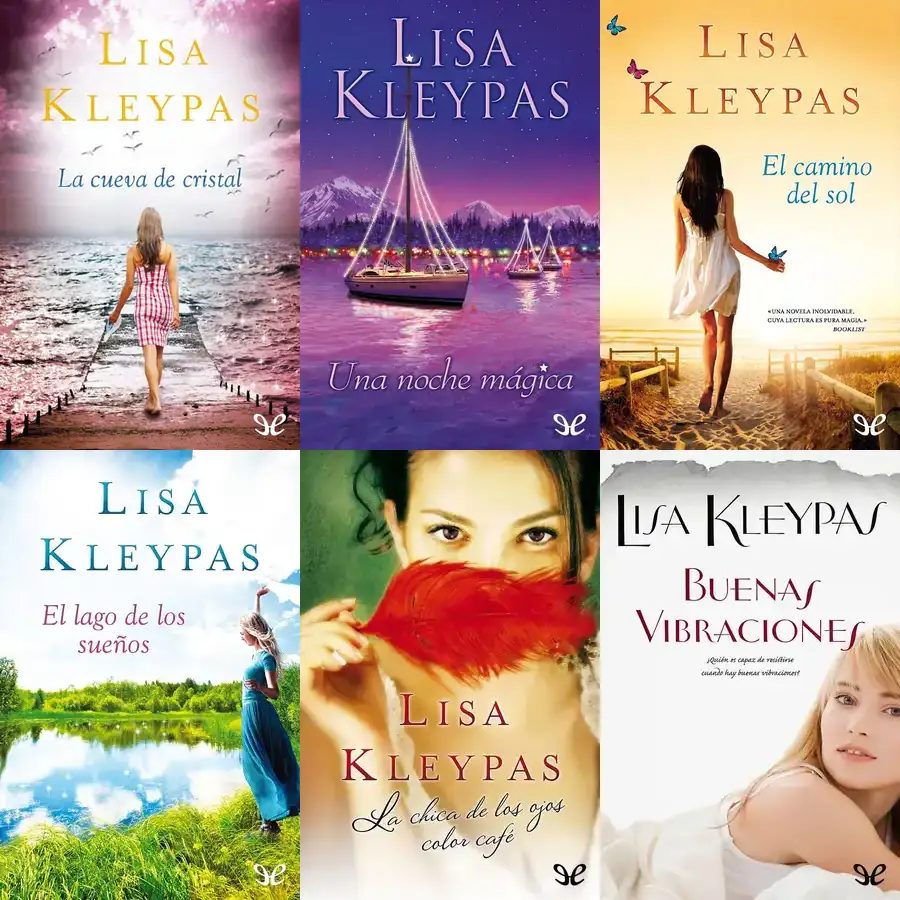 LISA
KLEYPAS
La cueva de cristal
LISA
KLEYPAS
Una noche mágica
LISA
KLEYPAS
El camino
del sol
«UNA NOVELA INOLVIDABLE,
CUYA LECTURA ES PURA MAGIA.»
BOOKLIST
LISA
KLEYPAS
El lago de los
sueños
LISA
KLEYPAS
La chica de los ojos
color café
LISA KLEYPAS
BUENAS
VIBRACIONES
¿Quién es capaz de resistirse
cuando hay buenas vibraciones?